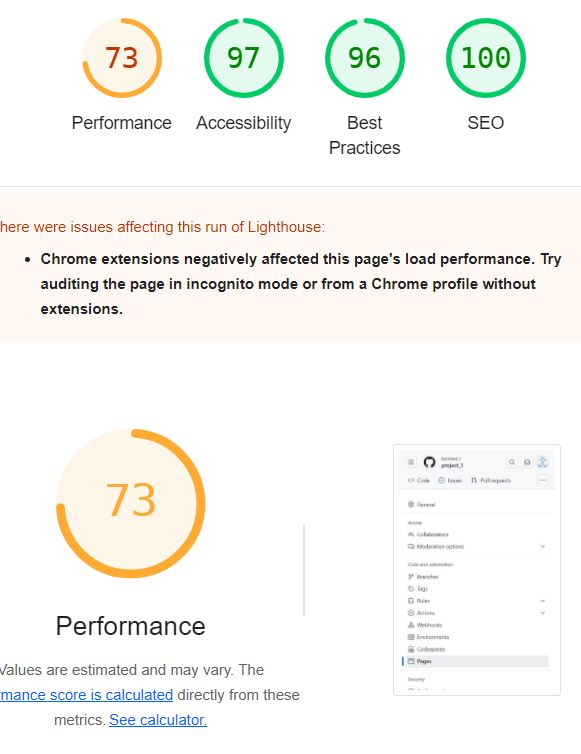 73
97
96
100
Performance
Accessibility
Best
Practices
SEO
here were issues affecting this run of Lighthouse:
• Chrome extensions negatively affected this page's load performance. Try
auditing the page in incognito mode or from a Chrome profile without
extensions.
73
Performance
Values are estimated and may vary. The
rmance score is calculated directly from these
metrics. See calculator.
project_1
Code Issues Pull requests
General
Access
Collaborators
Moderation options
Code and automation
Branches
Tags
Rules
Actions
Webhooks
Environments
Codespaces
Pages
Security